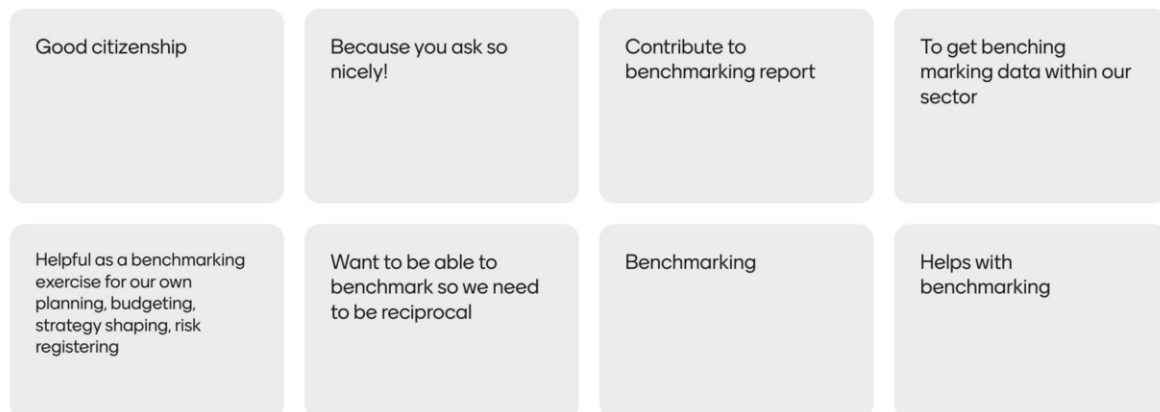 Good citizenship
Because you ask so
nicely!
Contribute to
benchmarking report
To get benching
marking data within our
sector
Helpful as a benchmarking
exercise for our own
planning, budgeting,
strategy shaping, risk
registering
Want to be able to
benchmark so we need
to be reciprocal
Benchmarking
Helps with
benchmarking